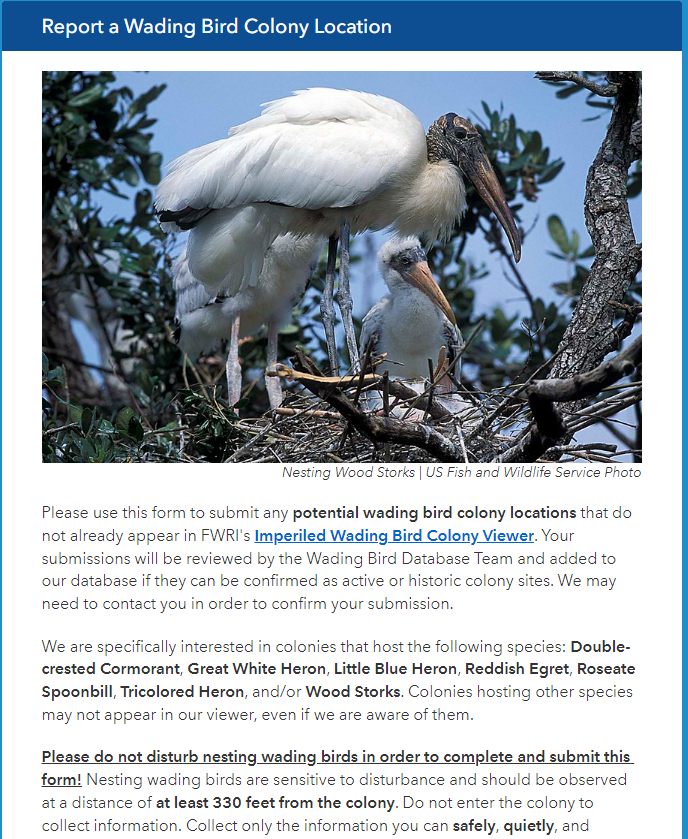 Report a Wading Bird Colony Location
Nesting Wood Storks | US Fish and Wildlife Service Photo
Please use this form to submit any potential wading bird colony locations that do
not already appear in FWRI's Imperiled Wading Bird Colony Viewer. Your
submissions will be reviewed by the Wading Bird Database Team and added to
our database if they can be confirmed as active or historic colony sites. We may
need to contact you in order to confirm your submission.
We are specifically interested in colonies that host the following species: Double-
crested Cormorant, Great White Heron, Little Blue Heron, Reddish Egret, Roseate
Spoonbill, Tricolored Heron, and/or Wood Storks. Colonies hosting other species
may not appear in our viewer, even if we are aware of them.
Please do not disturb nesting wading birds in order to complete and submit this
form! Nesting wading birds are sensitive to disturbance and should be observed
at a distance of at least 330 feet from the colony. Do not enter the colony to
collect information. Collect only the information you can safely, quietly, and